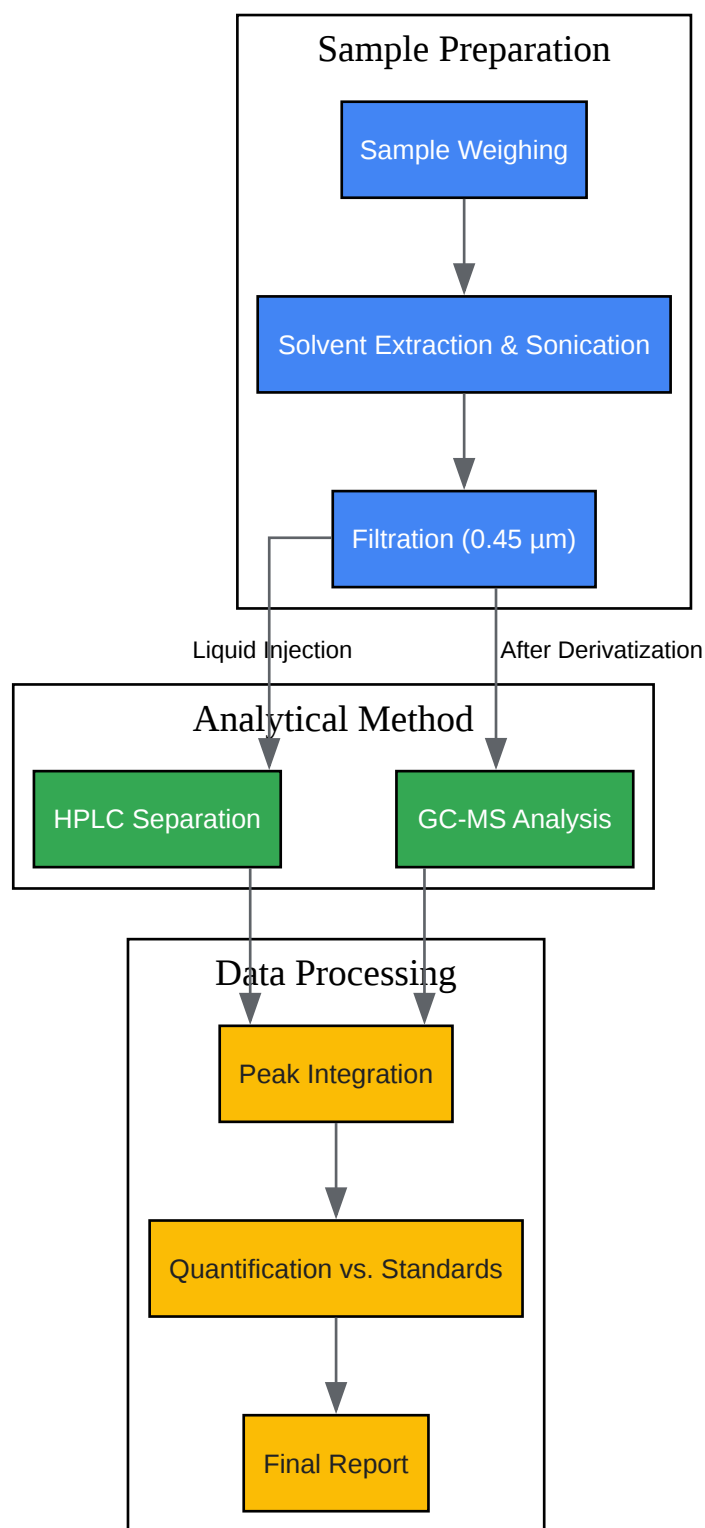 Sample Preparation
Sample Weighing
Solvent Extraction & Sonication
Filtration (0.45 µm)
Liquid Injection
After Derivatization
Analytical Method
HPLC Separation
GC-MS Analysis
Data Processing
Peak Integration
Quantification vs. Standards
Final Report